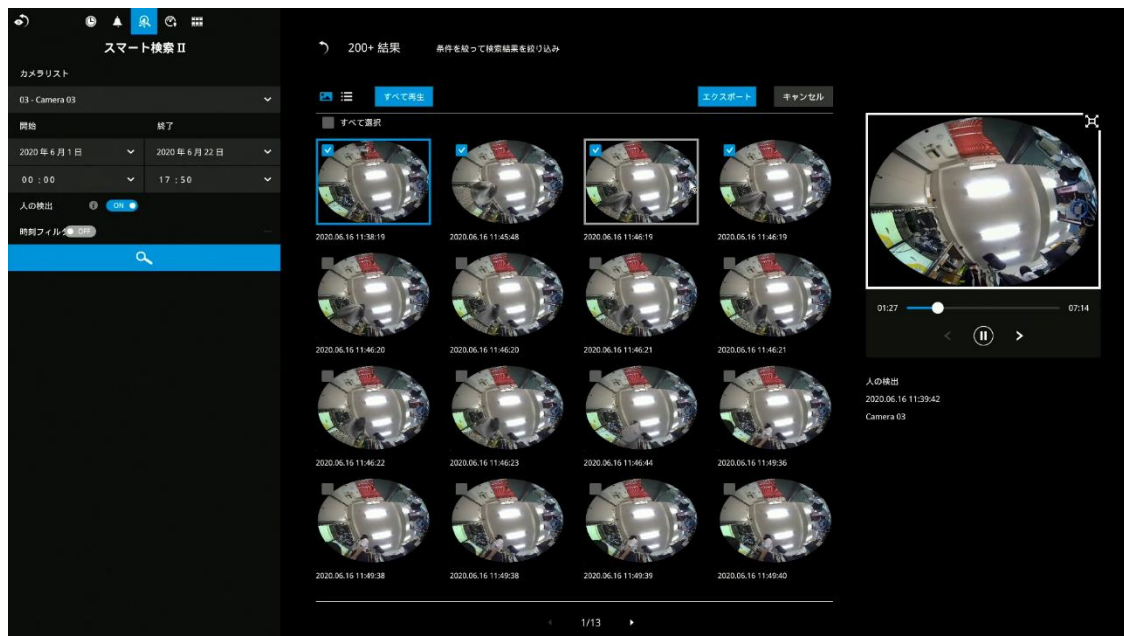 スマート検索 II
カメラリスト
03 - Camera 03
開始 終了
2020 年 6 月 1 日 2020 年 6 月 22 日
00 : 00 17 : 50
人の検出 ON
時刻フィルタ OFF
200+ 結果 条件を絞って検索結果を絞り込み
すべて再生 エクスポート キャンセル
すべて選択
2020.06.16 11:38:19 2020.06.16 11:45:48 2020.06.16 11:46:19 2020.06.16 11:46:19
2020.06.16 11:46:20 2020.06.16 11:46:20 2020.06.16 11:46:21 2020.06.16 11:46:21
2020.06.16 11:46:22 2020.06.16 11:46:23 2020.06.16 11:46:44 2020.06.16 11:49:36
2020.06.16 11:49:38 2020.06.16 11:49:38 2020.06.16 11:49:39 2020.06.16 11:49:40
1/13
01:27 07:14
人の検出
2020.06.16 11:39:42
Camera 03